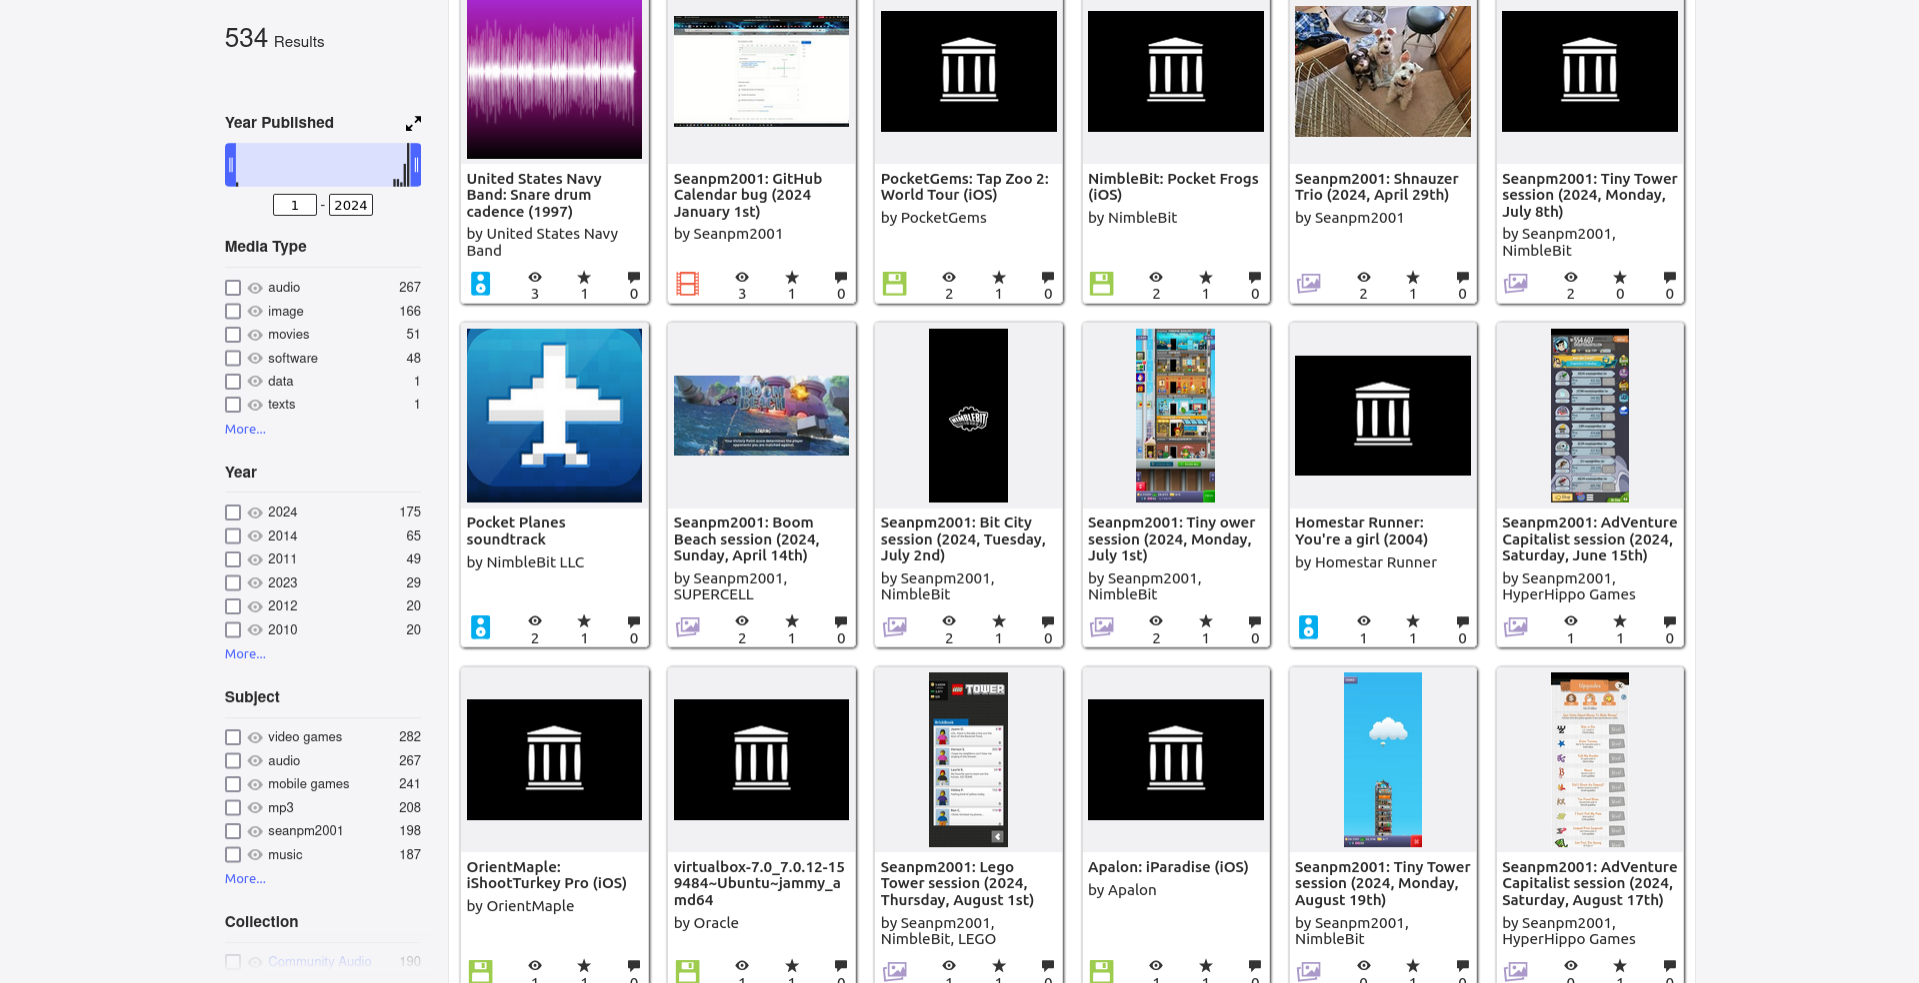 534 Results
Year Published
1 - 2024
Media Type
audio 267
image 166
movies 51
software 48
data 1
texts 1
More...
Year
2024 175
2014 65
2011 49
2023 29
2012 20
2010 20
More...
Subject
video games 282
audio 267
mobile games 241
mp3 208
seanpm2001 198
music 187
More...
Collection
Community Audio 190
United States Navy
Band: Snare drum
cadence (1997)
by United States Navy
Band
3 1 0
Seanpm2001: GitHub
Calendar bug (2024
January 1st)
by Seanpm2001
3 1 0
PocketGems: Tap Zoo 2:
World Tour (iOS)
by PocketGems
2 1 0
NimbleBit: Pocket Frogs
(iOS)
by NimbleBit
2 1 0
Seanpm2001: Shnauzer
Trio (2024, April 29th)
by Seanpm2001
2 1 0
Seanpm2001: Tiny Tower
session (2024, Monday,
July 8th)
by Seanpm2001,
NimbleBit
2 0 0
Pocket Planes
soundtrack
by NimbleBit LLC
2 1 0
BOOM
BEACH
Seanpm2001: Boom
Beach session (2024,
Sunday, April 14th)
by Seanpm2001,
SUPERCELL
2 1 0
NIMBLEBIT
Seanpm2001: Bit City
session (2024, Tuesday,
July 2nd)
by Seanpm2001,
NimbleBit
2 1 0
Seanpm2001: Tiny ower
session (2024, Monday,
July 1st)
by Seanpm2001,
NimbleBit
2 1 0
Homestar Runner:
You're a girl (2004)
by Homestar Runner
1 1 0
554,607
Seanpm2001: AdVenture
Capitalist session (2024,
Saturday, June 15th)
by Seanpm2001,
HyperHippo Games
1 1 0
OrientMaple:
iShootTurkey Pro (iOS)
by OrientMaple
virtualbox-7.0_7.0.12-15
9484~Ubuntu~jammy_a
md64
by Oracle
LEGO TOWER
Seanpm2001: Lego
Tower session (2024,
Thursday, August 1st)
by Seanpm2001,
NimbleBit, LEGO
Apalon: iParadise (iOS)
by Apalon
Seanpm2001: Tiny Tower
session (2024, Monday,
August 19th)
by Seanpm2001,
NimbleBit
Upgrades
Seanpm2001: AdVenture
Capitalist session (2024,
Saturday, August 17th)
by Seanpm2001,
HyperHippo Games